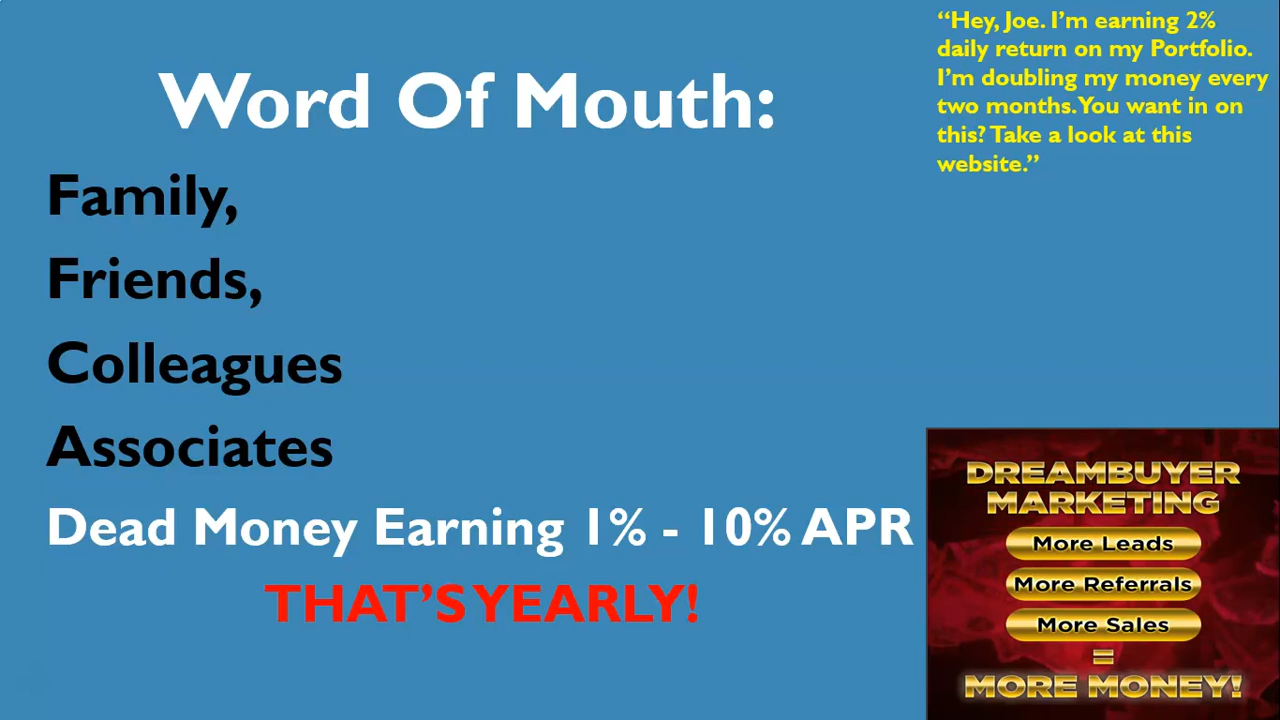 Word Of Mouth:
Family,
Friends,
Colleagues
Associates
Dead Money Earning 1% - 10% APR
THAT’S YEARLY!
“Hey, Joe. I’m earning 2%
daily return on my Portfolio.
I’m doubling my money every
two months. You want in on
this? Take a look at this
website.”
DREAMBUYER
MARKETING
More Leads
More Referrals
More Sales
=
MORE MONEY!